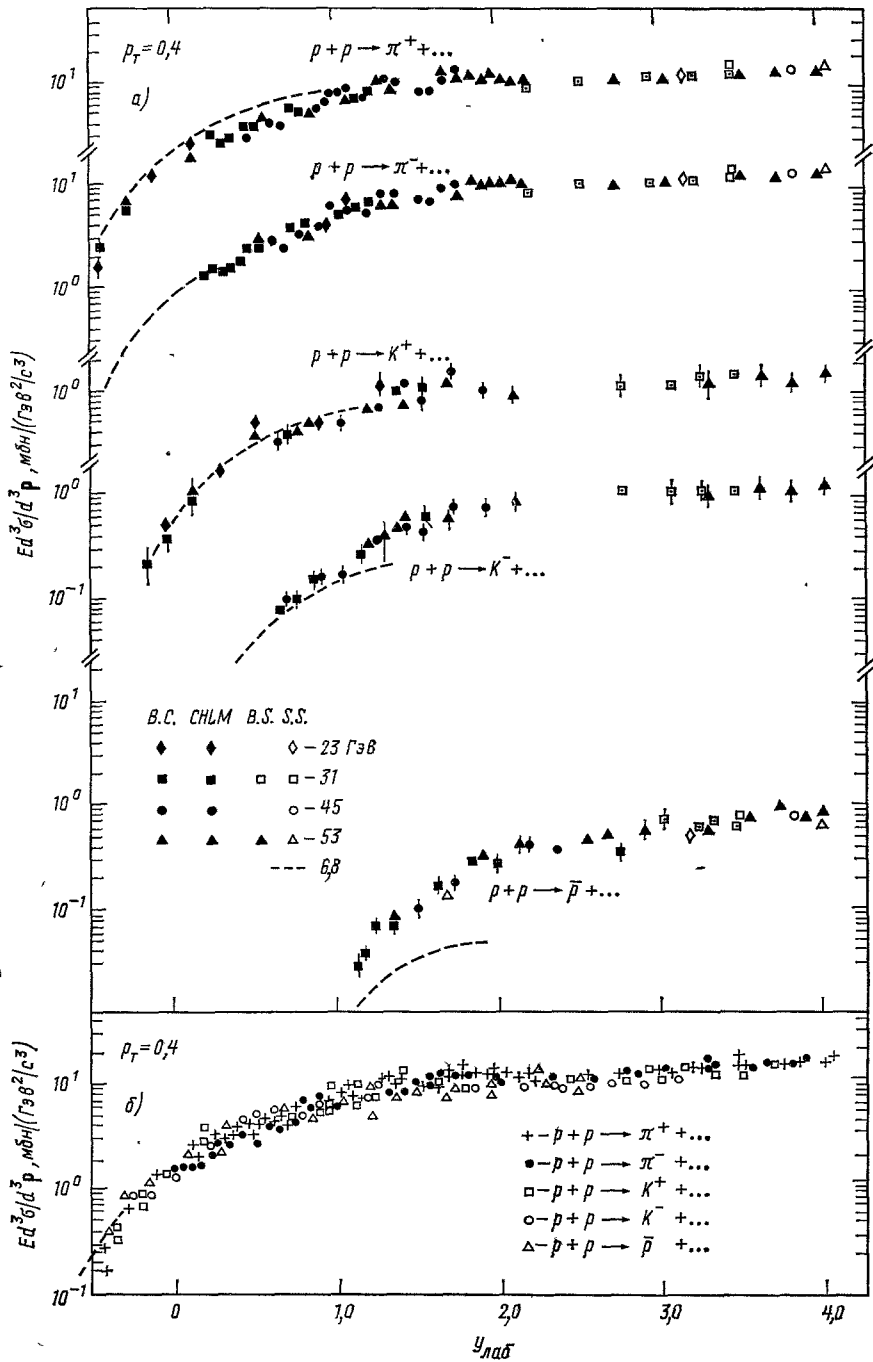 p_T = 0,4
p + p → π⁺ + ...
10¹
а)
p + p → π⁻ + ...
10¹
10⁰
p + p → K⁺ + ...
10⁰
10⁰
p + p → K⁻ + ...
10⁻¹
Ed³σ/d³p, мбн/(Гэв²/с³)
10¹
B.C. CHLM B.S. S.S.
– 23 Гэв
– 31
10⁰
– 45
– 53
6,8
p + p → p̄ + ...
10⁻¹
p_T = 0,4
10¹
б)
10⁰
10⁻¹
Ed³σ/d³p, мбн/(Гэв²/с³)
+ – p + p → π⁺ + ...
● – p + p → π⁻ + ...
□ – p + p → K⁺ + ...
○ – p + p → K⁻ + ...
△ – p + p → p̄ + ...
0 1,0 2,0 3,0 4,0
y_лаб